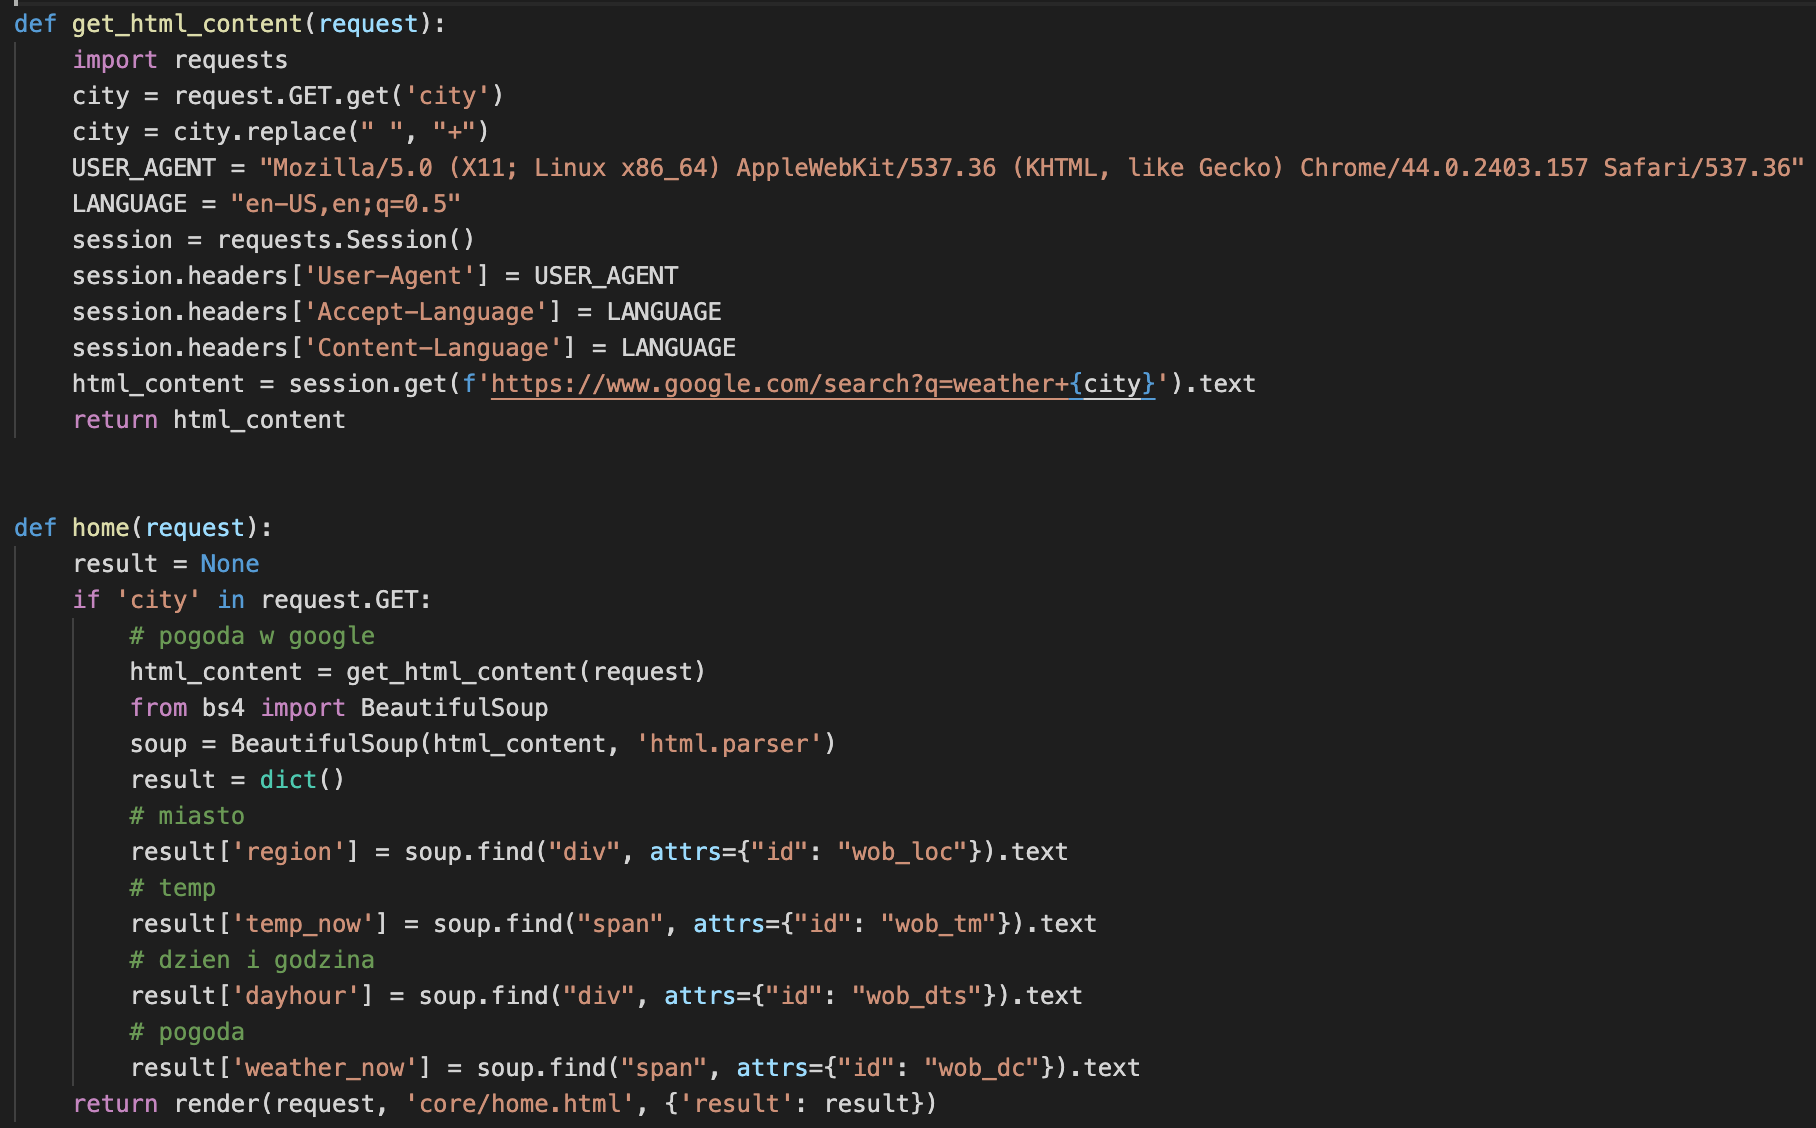 def get_html_content(request):
    import requests
    city = request.GET.get('city')
    city = city.replace(" ", "+")
    USER_AGENT = "Mozilla/5.0 (X11; Linux x86_64) AppleWebKit/537.36 (KHTML, like Gecko) Chrome/44.0.2403.157 Safari/537.36"
    LANGUAGE = "en-US,en;q=0.5"
    session = requests.Session()
    session.headers['User-Agent'] = USER_AGENT
    session.headers['Accept-Language'] = LANGUAGE
    session.headers['Content-Language'] = LANGUAGE
    html_content = session.get(f'https://www.google.com/search?q=weather+{city}').text
    return html_content
def home(request):
    result = None
    if 'city' in request.GET:
        # pogoda w google
        html_content = get_html_content(request)
        from bs4 import BeautifulSoup
        soup = BeautifulSoup(html_content, 'html.parser')
        result = dict()
        # miasto
        result['region'] = soup.find("div", attrs={"id": "wob_loc"}).text
        # temp
        result['temp_now'] = soup.find("span", attrs={"id": "wob_tm"}).text
        # dzien i godzina
        result['dayhour'] = soup.find("div", attrs={"id": "wob_dts"}).text
        # pogoda
        result['weather_now'] = soup.find("span", attrs={"id": "wob_dc"}).text
    return render(request, 'core/home.html', {'result': result})